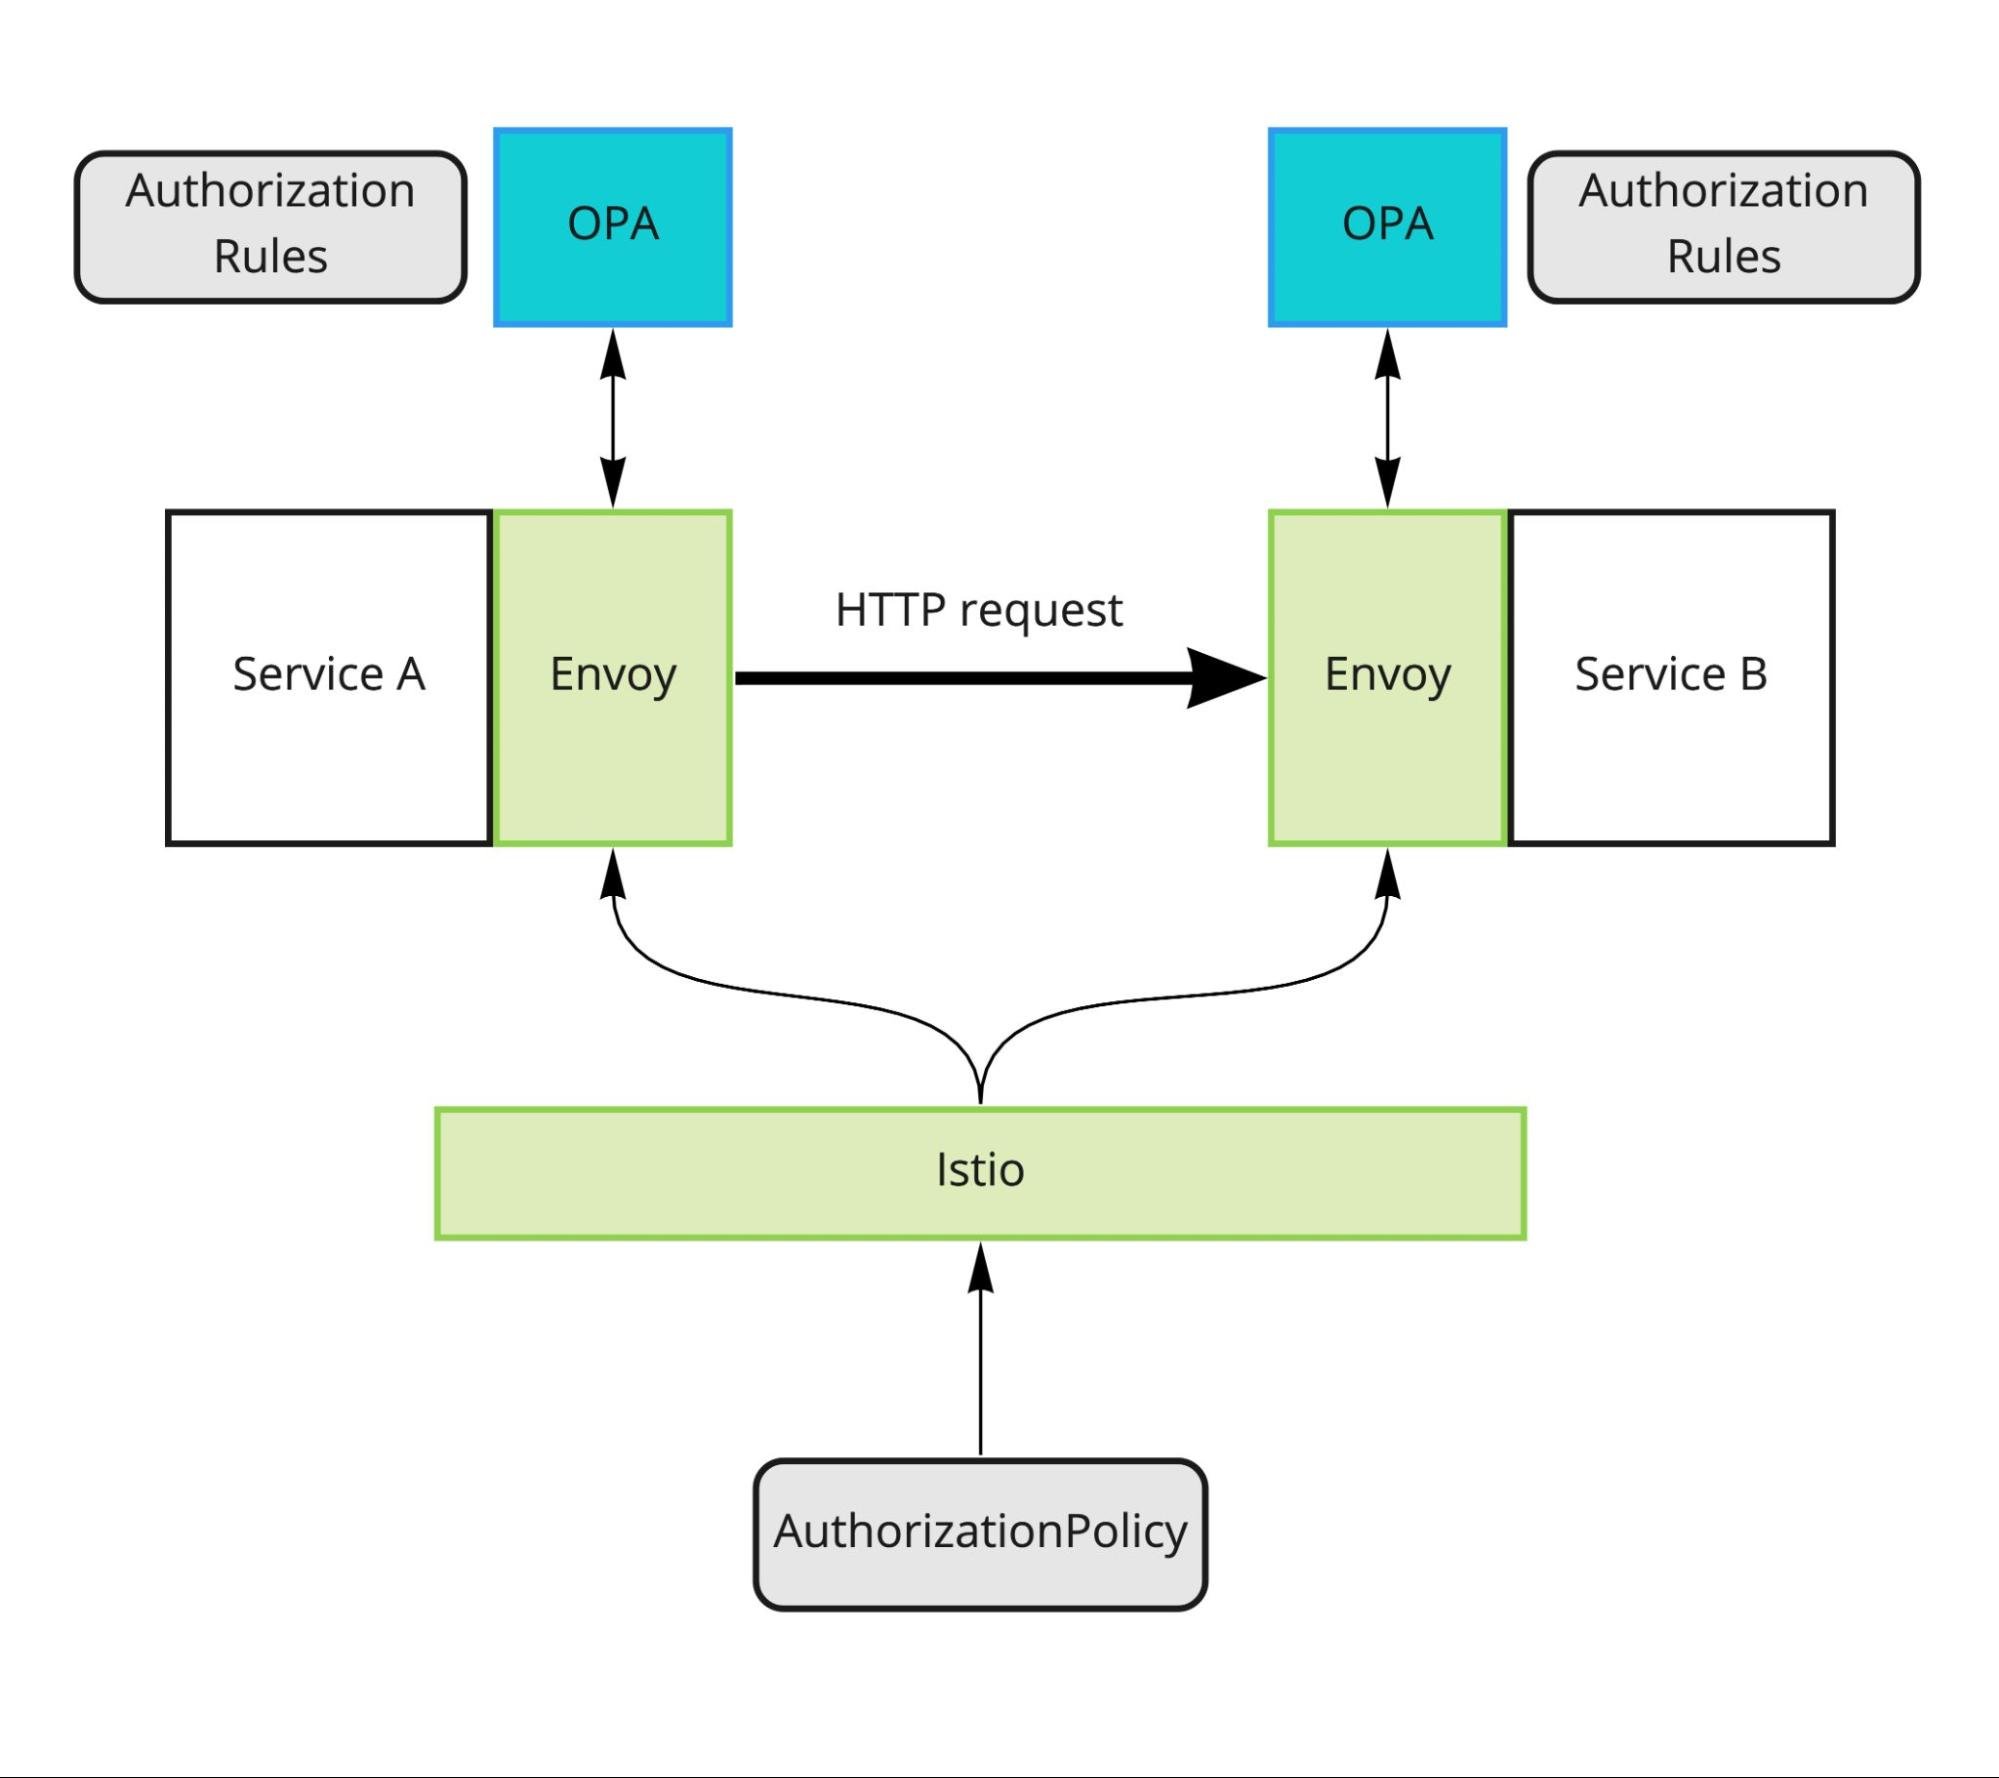 Authorization
Rules
OPA
OPA
Authorization
Rules
HTTP request
Service A
Envoy
Envoy
Service B
Istio
AuthorizationPolicy